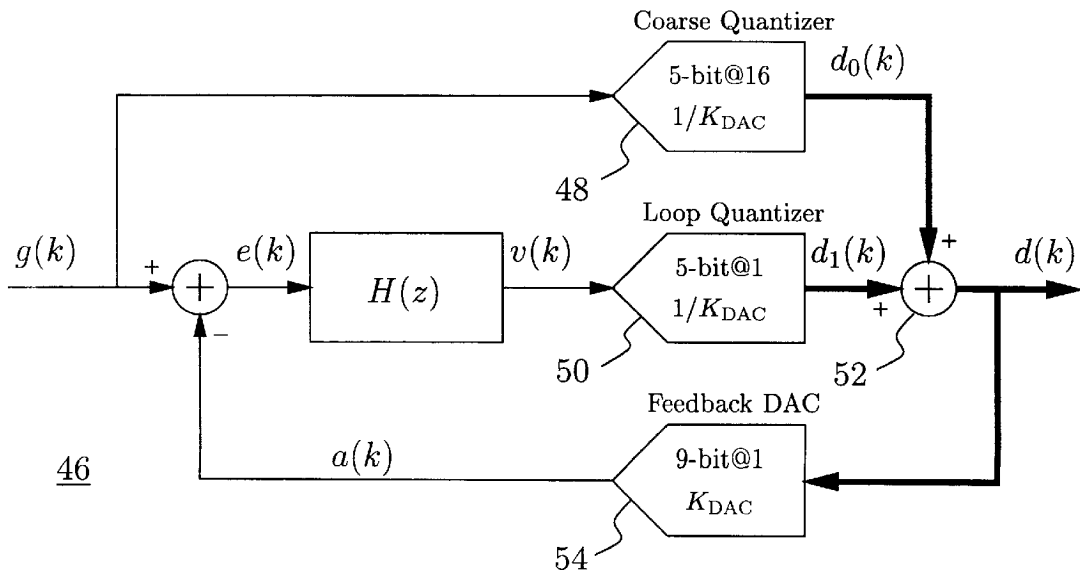 Coarse Quantizer
5-bit@16
1/K_DAC
d₀(k)
48
+
Loop Quantizer
g(k)
+
−
e(k)
H(z)
v(k)
5-bit@1
1/K_DAC
d₁(k)
+
d(k)
50
52
Feedback DAC
9-bit@1
K_DAC
a(k)
46
54